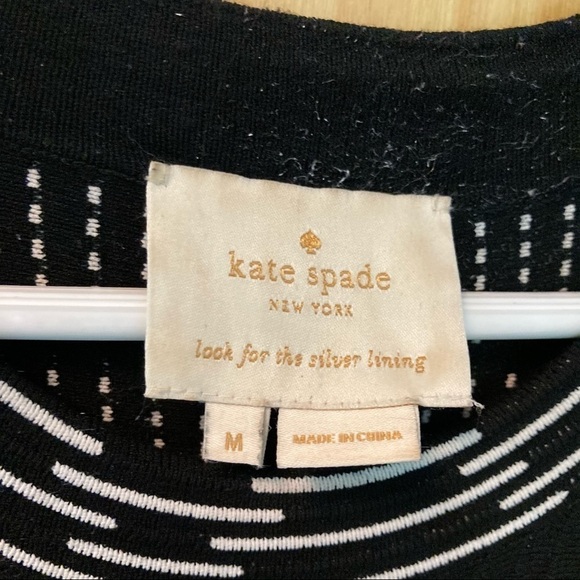 kate spade
NEW YORK
look for the silver lining
M
MADE IN CHINA